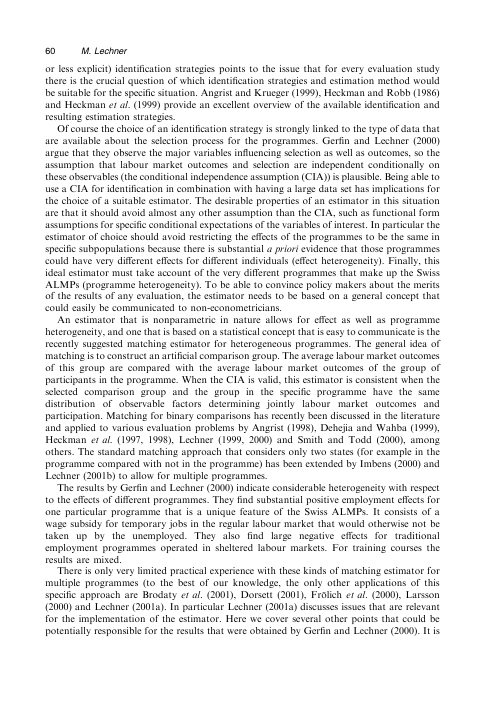 60 M. Lechner
or less explicit) identification strategies points to the issue that for every evaluation study
there is the crucial question of which identification strategies and estimation method would
be suitable for the specific situation. Angrist and Krueger (1999), Heckman and Robb (1986)
and Heckman et al. (1999) provide an excellent overview of the available identification and
resulting estimation strategies.
Of course the choice of an identification strategy is strongly linked to the type of data that
are available about the selection process for the programmes. Gerfin and Lechner (2000)
argue that they observe the major variables influencing selection as well as outcomes, so the
assumption that labour market outcomes and selection are independent conditionally on
these observables (the conditional independence assumption (CIA)) is plausible. Being able to
use a CIA for identification in combination with having a large data set has implications for
the choice of a suitable estimator. The desirable properties of an estimator in this situation
are that it should avoid almost any other assumption than the CIA, such as functional form
assumptions for specific conditional expectations of the variables of interest. In particular the
estimator of choice should avoid restricting the effects of the programmes to be the same in
specific subpopulations because there is substantial a priori evidence that those programmes
could have very different effects for different individuals (effect heterogeneity). Finally, this
ideal estimator must take account of the very different programmes that make up the Swiss
ALMPs (programme heterogeneity). To be able to convince policy makers about the merits
of the results of any evaluation, the estimator needs to be based on a general concept that
could easily be communicated to non-econometricians.
An estimator that is nonparametric in nature allows for effect as well as programme
heterogeneity, and one that is based on a statistical concept that is easy to communicate is the
recently suggested matching estimator for heterogeneous programmes. The general idea of
matching is to construct an artificial comparison group. The average labour market outcomes
of this group are compared with the average labour market outcomes of the group of
participants in the programme. When the CIA is valid, this estimator is consistent when the
selected comparison group and the group in the specific programme have the same
distribution of observable factors determining jointly labour market outcomes and
participation. Matching for binary comparisons has recently been discussed in the literature
and applied to various evaluation problems by Angrist (1998), Dehejia and Wahba (1999),
Heckman et al. (1997, 1998), Lechner (1999, 2000) and Smith and Todd (2000), among
others. The standard matching approach that considers only two states (for example in the
programme compared with not in the programme) has been extended by Imbens (2000) and
Lechner (2001b) to allow for multiple programmes.
The results by Gerfin and Lechner (2000) indicate considerable heterogeneity with respect
to the effects of different programmes. They find substantial positive employment effects for
one particular programme that is a unique feature of the Swiss ALMPs. It consists of a
wage subsidy for temporary jobs in the regular labour market that would otherwise not be
taken up by the unemployed. They also find large negative effects for traditional
employment programmes operated in sheltered labour markets. For training courses the
results are mixed.
There is only very limited practical experience with these kinds of matching estimator for
multiple programmes (to the best of our knowledge, the only other applications of this
specific approach are Brodaty et al. (2001), Dorsett (2001), Frölich et al. (2000), Larsson
(2000) and Lechner (2001a). In particular Lechner (2001a) discusses issues that are relevant
for the implementation of the estimator. Here we cover several other points that could be
potentially responsible for the results that were obtained by Gerfin and Lechner (2000). It is